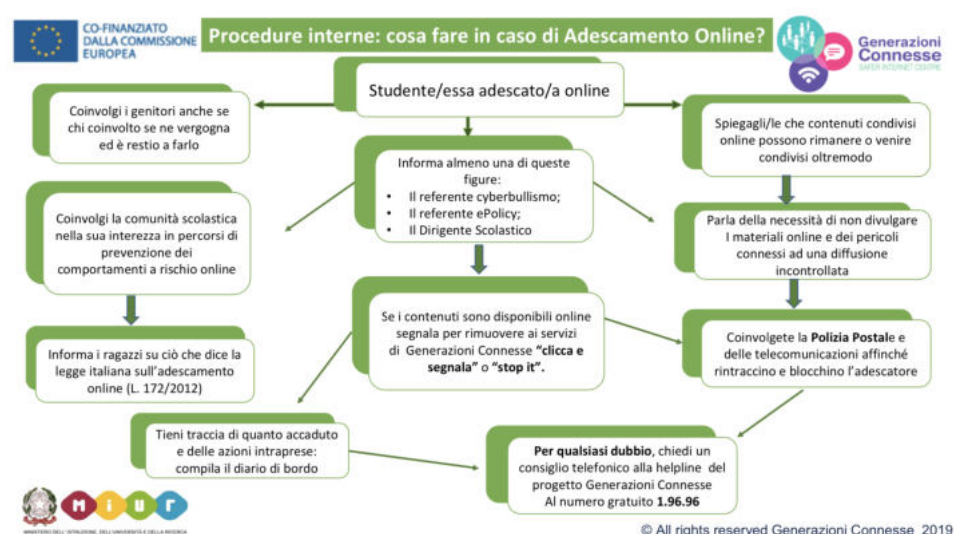 CO-FINANZIATO
DALLA COMMISSIONE
EUROPEA
Procedure interne: cosa fare in caso di Adescamento Online?
Generazioni
Connesse
SAFER INTERNET CENTRE
Studente/essa adescato/a online
Coinvolgi i genitori anche se
chi coinvolto se ne vergogna
ed è restio a farlo
Informa almeno una di queste
figure:
• Il referente cyberbullismo;
• Il referente ePolicy;
• Il Dirigente Scolastico
Spiegagli/le che contenuti condivisi
online possono rimanere o venire
condivisi oltremodo
Coinvolgi la comunità scolastica
nella sua interezza in percorsi di
prevenzione dei
comportamenti a rischio online
Parla della necessità di non divulgare
I materiali online e dei pericoli
connessi ad una diffusione
incontrollata
Se i contenuti sono disponibili online
segnala per rimuovere ai servizi
di Generazioni Connesse “clicca e
segnala” o “stop it”.
Informa i ragazzi su ciò che dice la
legge italiana sull’adescamento
online (L. 172/2012)
Coinvolgete la Polizia Postale e
delle telecomunicazioni affinché
rintraccino e blocchino l’adescatore
Tieni traccia di quanto accaduto
e delle azioni intraprese:
compila il diario di bordo
Per qualsiasi dubbio, chiedi un
consiglio telefonico alla helpline del
progetto Generazioni Connesse
Al numero gratuito 1.96.96
miur
MINISTERO DELL'ISTRUZIONE, DELL'UNIVERSITÀ E DELLA RICERCA
© All rights reserved Generazioni Connesse 2019